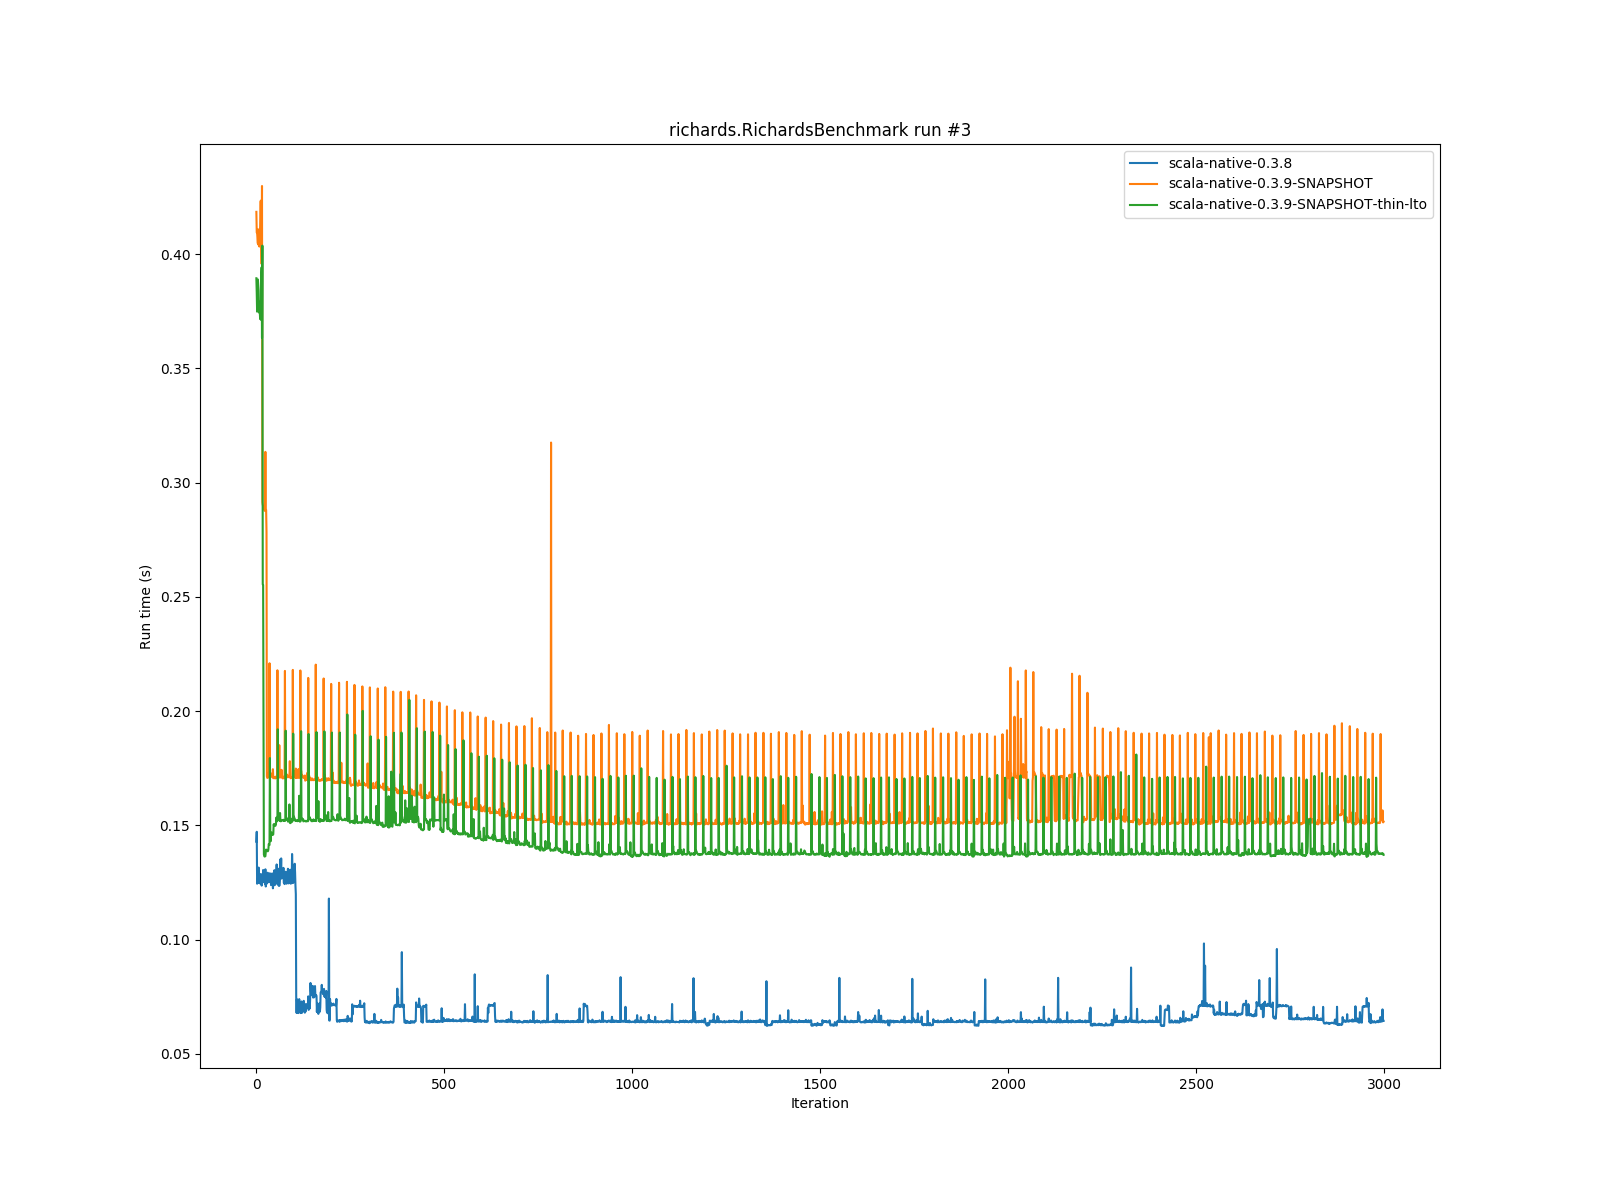 richards.RichardsBenchmark run #3
scala-native-0.3.8
scala-native-0.3.9-SNAPSHOT
scala-native-0.3.9-SNAPSHOT-thin-lto
0.40
0.35
0.30
0.25
0.20
0.15
0.10
0.05
Run time (s)
0 500 1000 1500 2000 2500 3000
Iteration